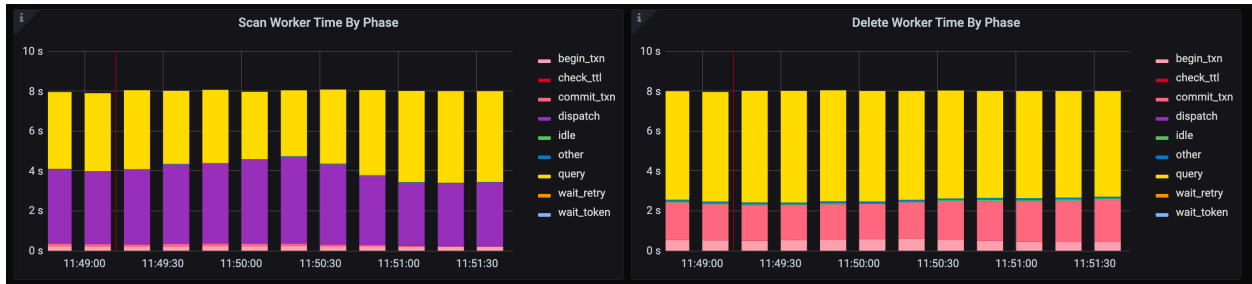 i
Scan Worker Time By Phase
10 s
8 s
6 s
4 s
2 s
0 s
11:49:00 11:49:30 11:50:00 11:50:30 11:51:00 11:51:30
begin_txn
check_ttl
commit_txn
dispatch
idle
other
query
wait_retry
wait_token
i
Delete Worker Time By Phase
10 s
8 s
6 s
4 s
2 s
0 s
11:49:00 11:49:30 11:50:00 11:50:30 11:51:00 11:51:30
begin_txn
check_ttl
commit_txn
dispatch
idle
other
query
wait_retry
wait_token